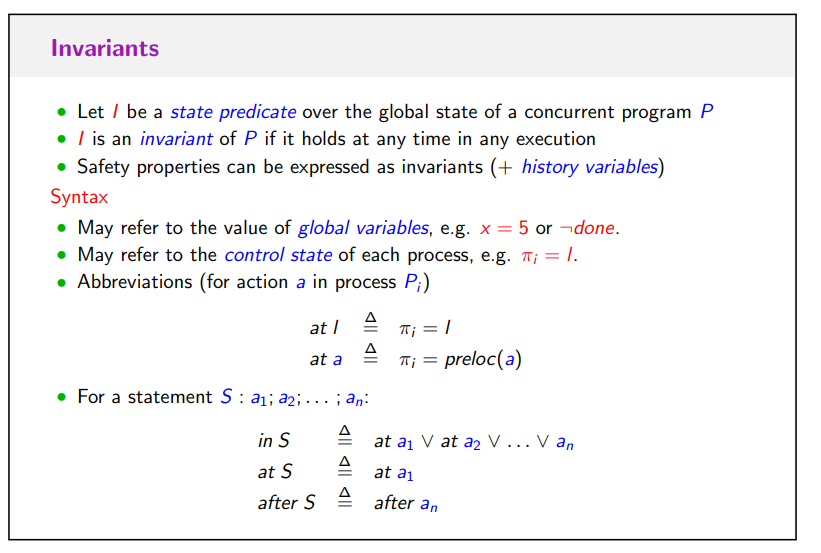 Invariants
• Let I be a state predicate over the global state of a concurrent program P
• I is an invariant of P if it holds at any time in any execution
• Safety properties can be expressed as invariants (+ history variables)
Syntax
• May refer to the value of global variables, e.g. x = 5 or ¬done.
• May refer to the control state of each process, e.g. πᵢ = l.
• Abbreviations (for action a in process Pᵢ)
at l ≜ πᵢ = l
at a ≜ πᵢ = preloc(a)
• For a statement S : a₁; a₂; . . . ; aₙ:
in S ≜ at a₁ ∨ at a₂ ∨ . . . ∨ aₙ
at S ≜ at a₁
after S ≜ after aₙ